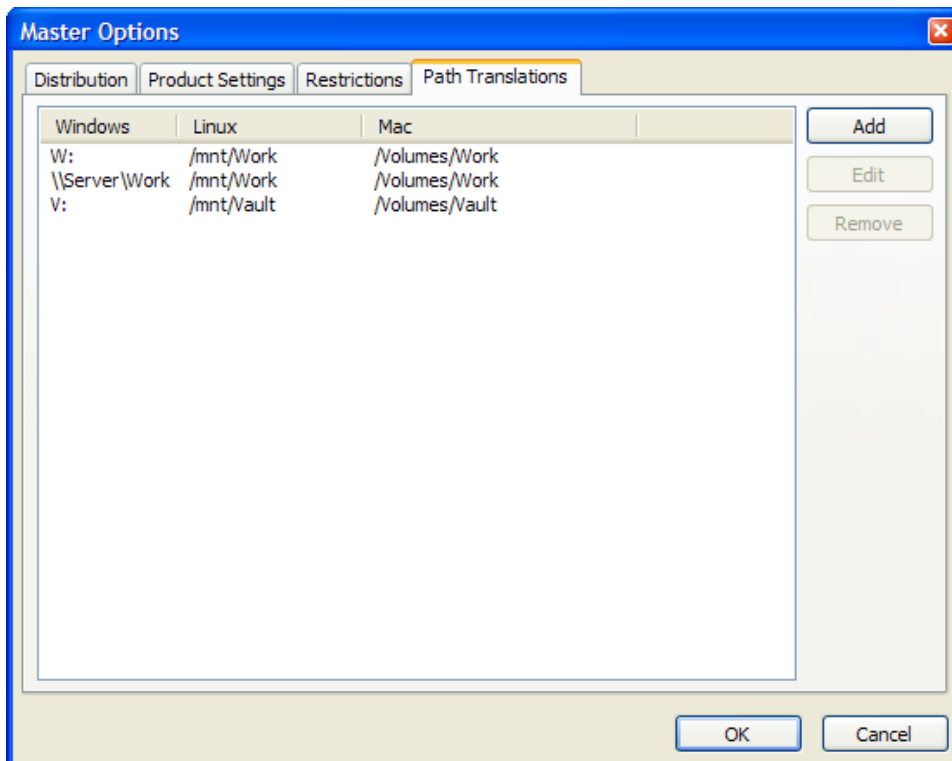 Master Options
Distribution Product Settings Restrictions Path Translations
Windows Linux Mac Add
W: /mnt/Work /Volumes/Work
\\Server\Work /mnt/Work /Volumes/Work Edit
V: /mnt/Vault /Volumes/Vault
Remove
OK Cancel